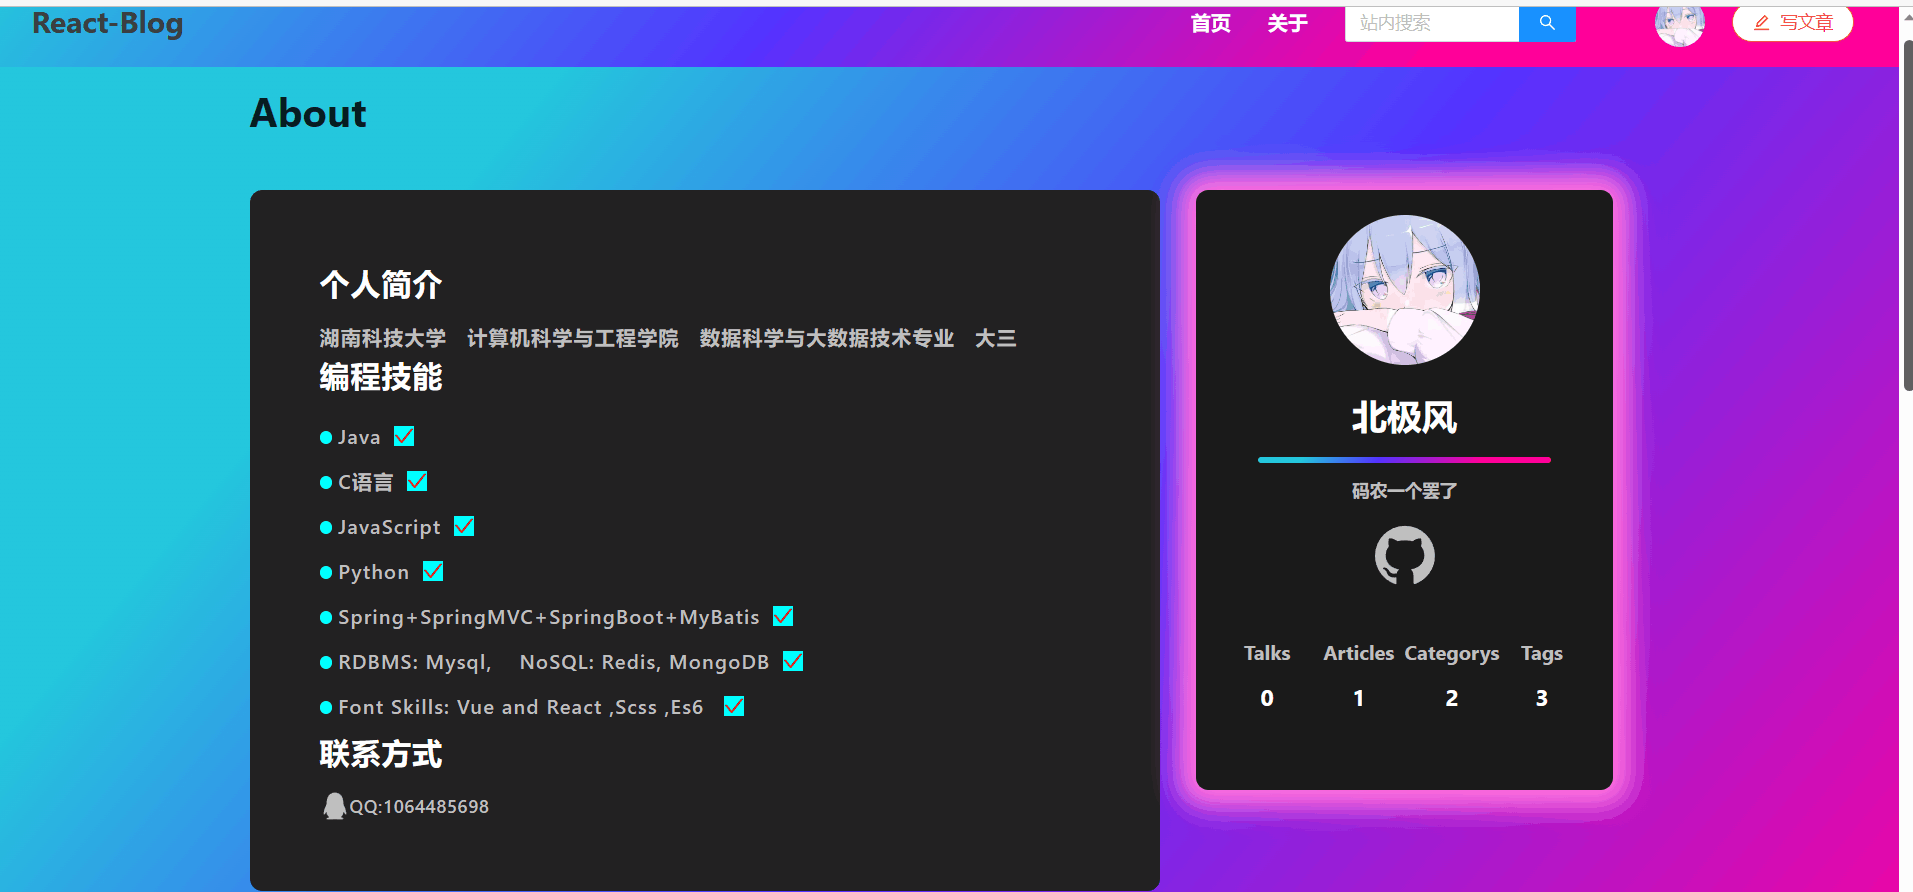 React-Blog
首页 关于 站内搜索 写文章
About
个人简介
湖南科技大学 计算机科学与工程学院 数据科学与大数据技术专业 大三
编程技能
Java
C语言
JavaScript
Python
Spring+SpringMVC+SpringBoot+MyBatis
RDBMS: Mysql, NoSQL: Redis, MongoDB
Font Skills: Vue and React ,Scss ,Es6
联系方式
QQ:1064485698
北极风
码农一个罢了
Talks Articles Categorys Tags
0 1 2 3